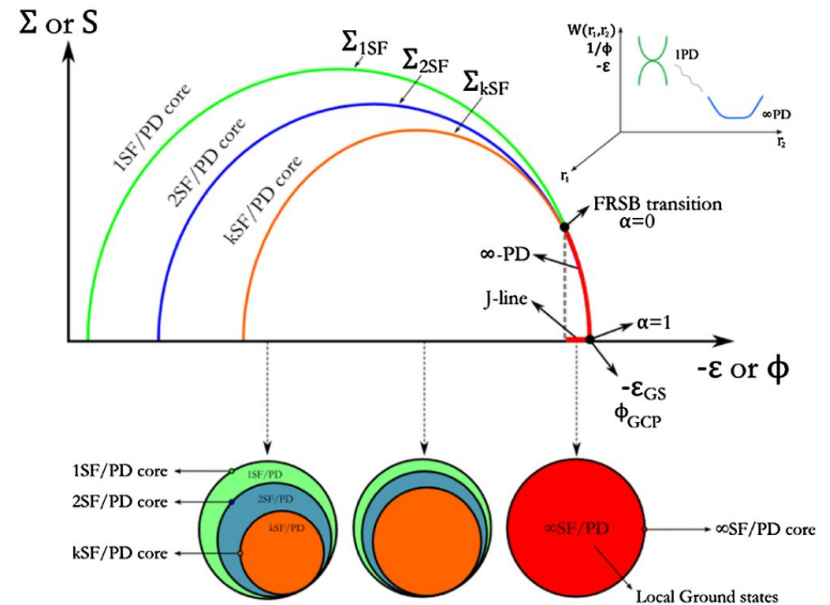 Σ or S
Σ1SF
Σ2SF
ΣkSF
1SF/PD core
2SF/PD core
kSF/PD core
W(r₁,r₂)
1/ϕ
-ε
1PD
∞PD
r₂
r₁
FRSB transition
α=0
∞-PD
J-line
α=1
-ε or ϕ
-εGS
ϕGCP
1SF/PD core
2SF/PD core
kSF/PD core
1SF/PD
2SF/PD
kSF/PD
∞SF/PD
∞SF/PD core
Local Ground states